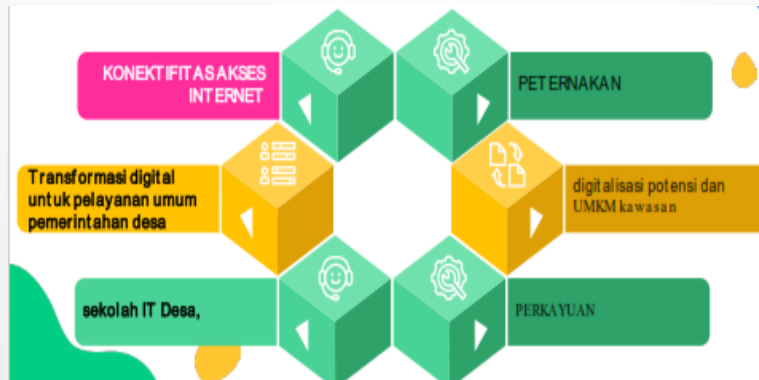 KONEKTIFITAS AKSES
INTERNET
PETERNAKAN
Transformasi digital
untuk pelayanan umum
pemerintahan desa
digitalisasi potensi dan
UMKM kawasan
sekolah IT Desa,
PERKAYUAN